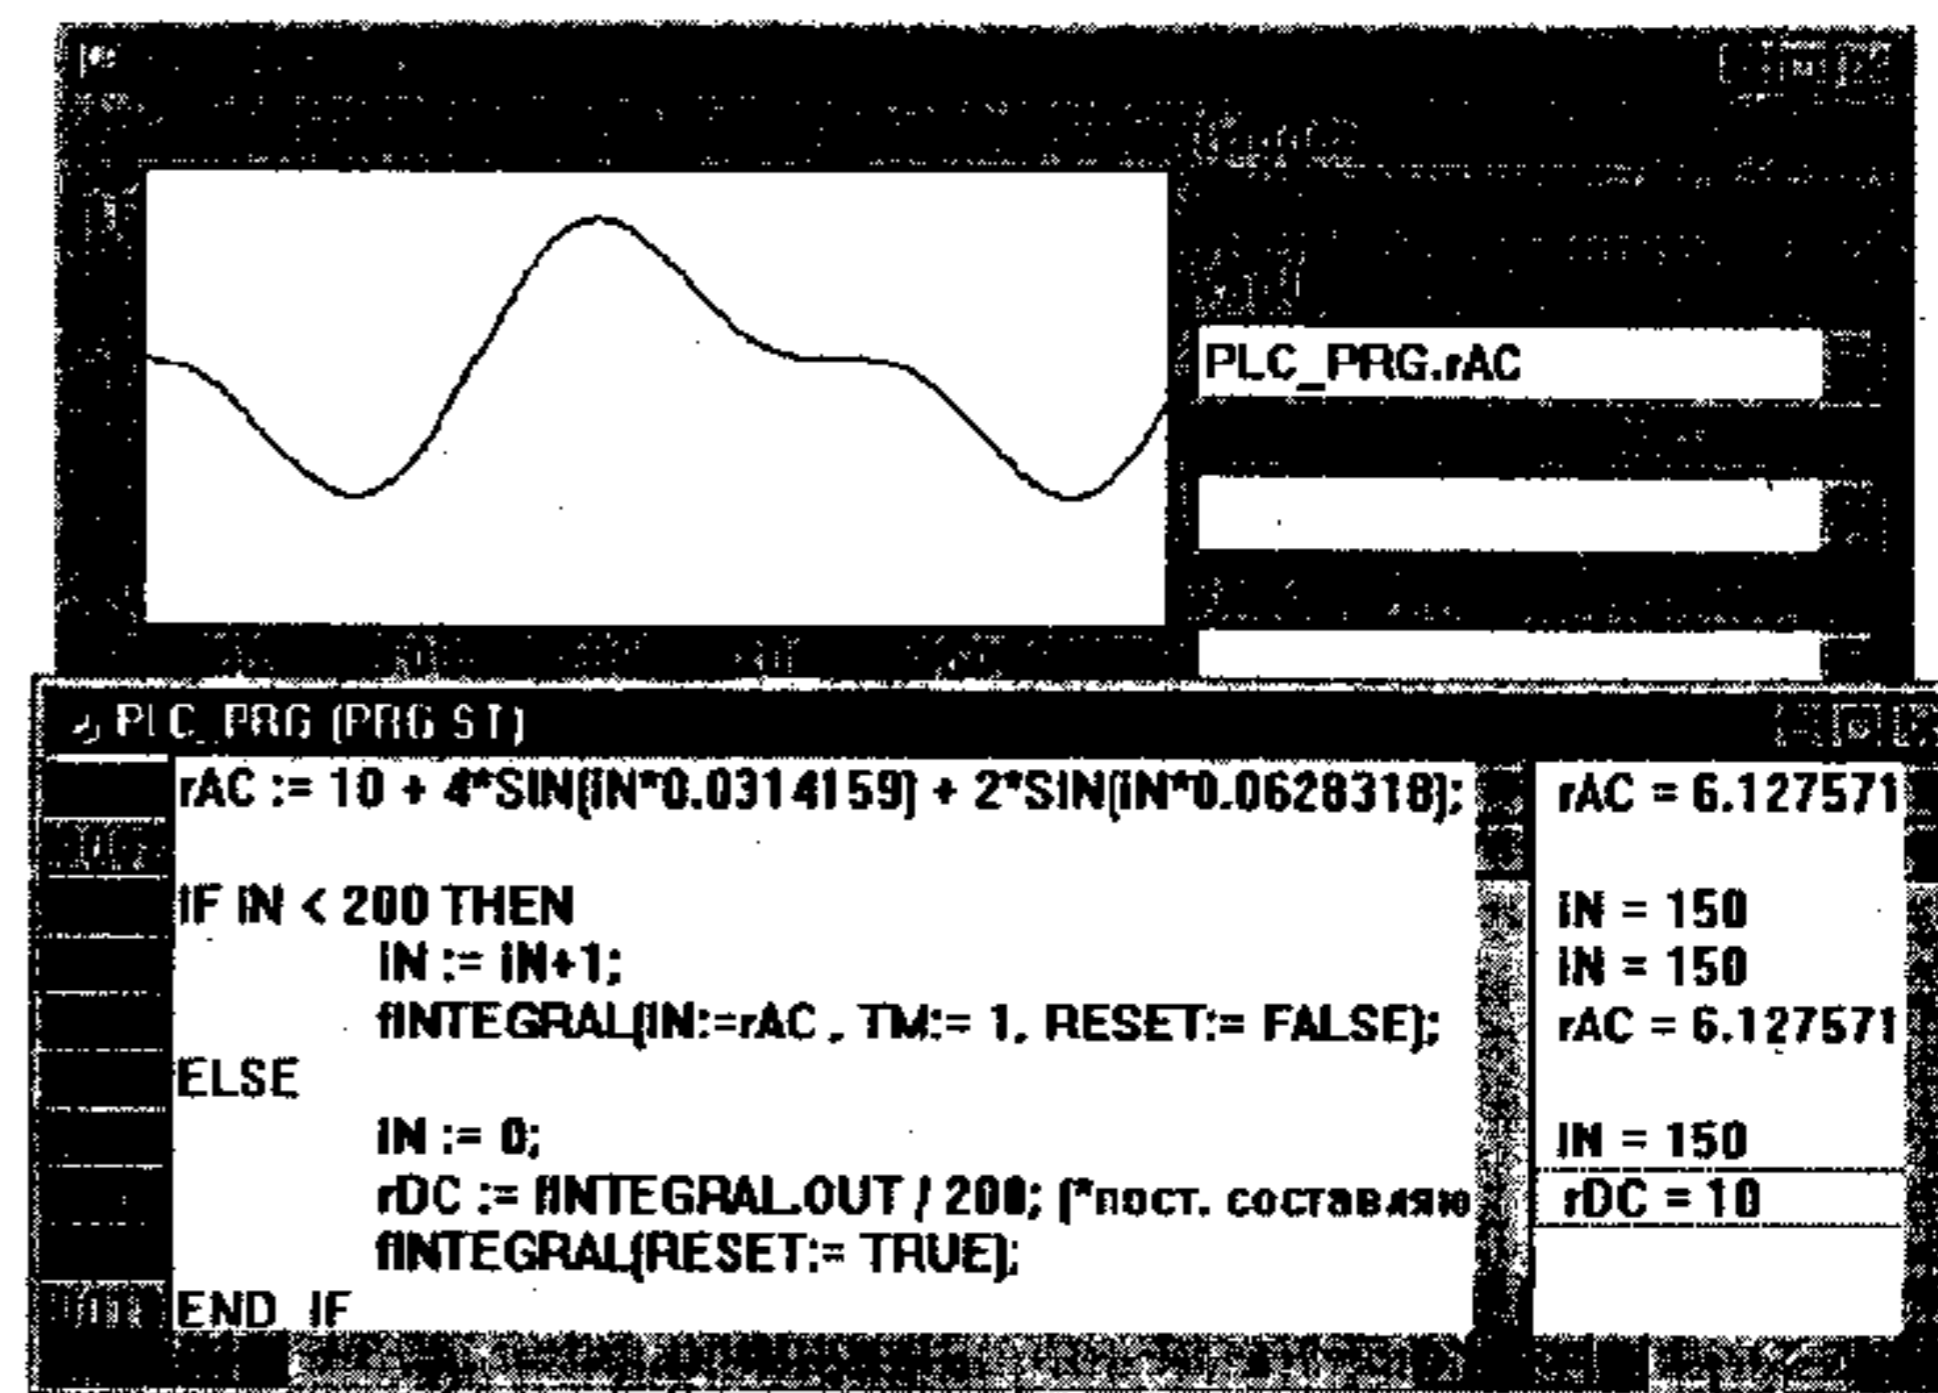 PLC_PRG.rAC
PLC_PRG (PRG-ST)
rAC := 10 + 4*SIN(iN*0.0314159) + 2*SIN(iN*0.0628318);
rAC = 6.127571
IF iN < 200 THEN
iN = 150
iN := iN+1;
iN = 150
fINTEGRAL(IN:=rAC , TM:= 1, RESET:= FALSE);
rAC = 6.127571
ELSE
iN := 0;
iN = 150
rDC := fINTEGRAL.OUT / 200; (*пост. составляю
rDC = 10
fINTEGRAL(RESET:= TRUE);
END_IF